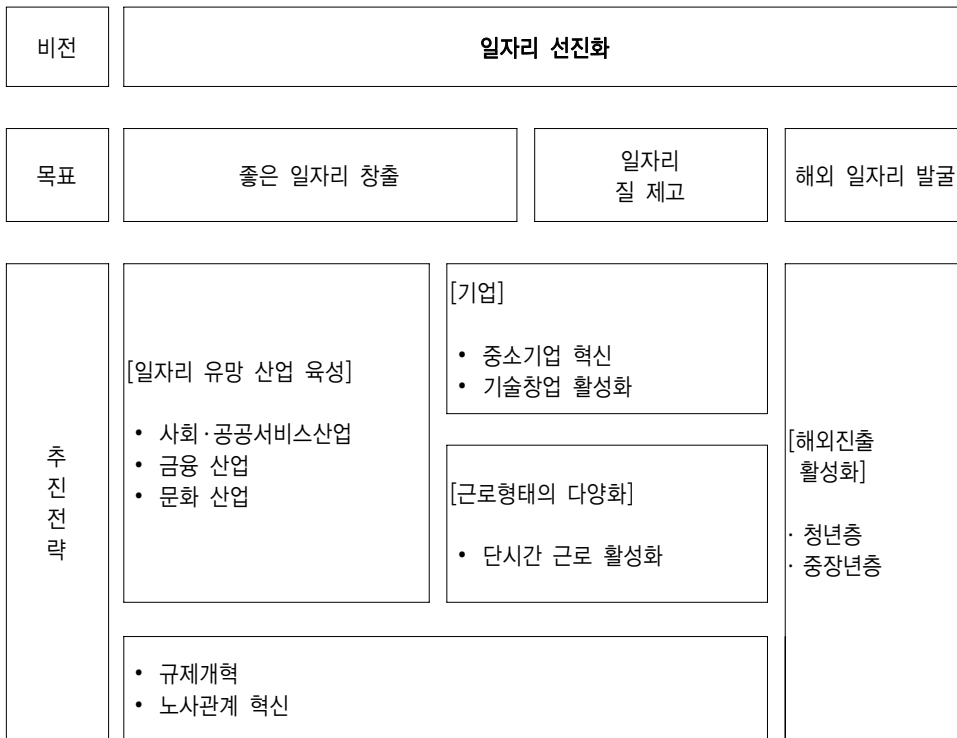 비전
일자리 선진화
목표
좋은 일자리 창출
일자리
질 제고
해외 일자리 발굴
추
진
전
략
[일자리 유망 산업 육성]
• 사회·공공서비스산업
• 금융 산업
• 문화 산업
[기업]
• 중소기업 혁신
• 기술창업 활성화
[근로형태의 다양화]
• 단시간 근로 활성화
[해외진출
활성화]
· 청년층
· 중장년층
• 규제개혁
• 노사관계 혁신